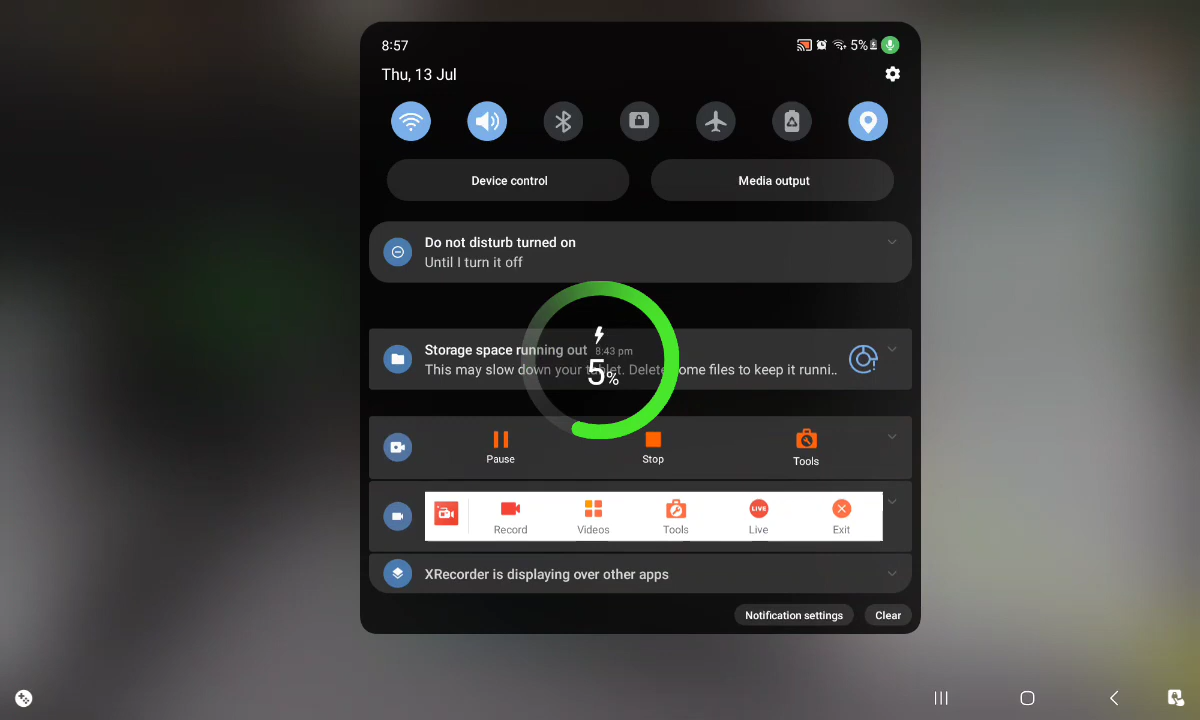 8:57
5%
Thu, 13 Jul
Device control
Media output
Do not disturb turned on
Until I turn it off
Storage space running out 8:43 pm
This may slow down your tablet. Delete some files to keep it runni..
5%
Pause
Stop
Tools
Record
Videos
Tools
LIVE
Live
Exit
XRecorder is displaying over other apps
Notification settings
Clear